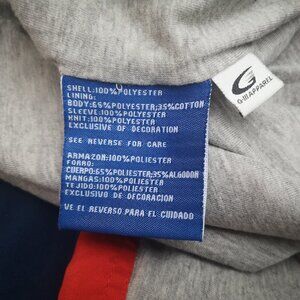 SHELL:100%POLYESTER
LINING:
BODY:65%POLYESTER;35%COTTON
SLEEVE:100%POLYESTER
KNIT:100%POLYESTER
EXCLUSIVE OF DECORATION
SEE REVERSE FOR CARE
ARMAZON:100%POLIESTER
FORRO:
CUERPO:65%POLIESTER;35%ALGODON
MANGAS:100%POLIESTER
TEJIDO:100%POLIESTER
EXCLUSIVO DE DECORACION
VE EL REVERSO PARA EL CUIDADO
G-III APPAREL